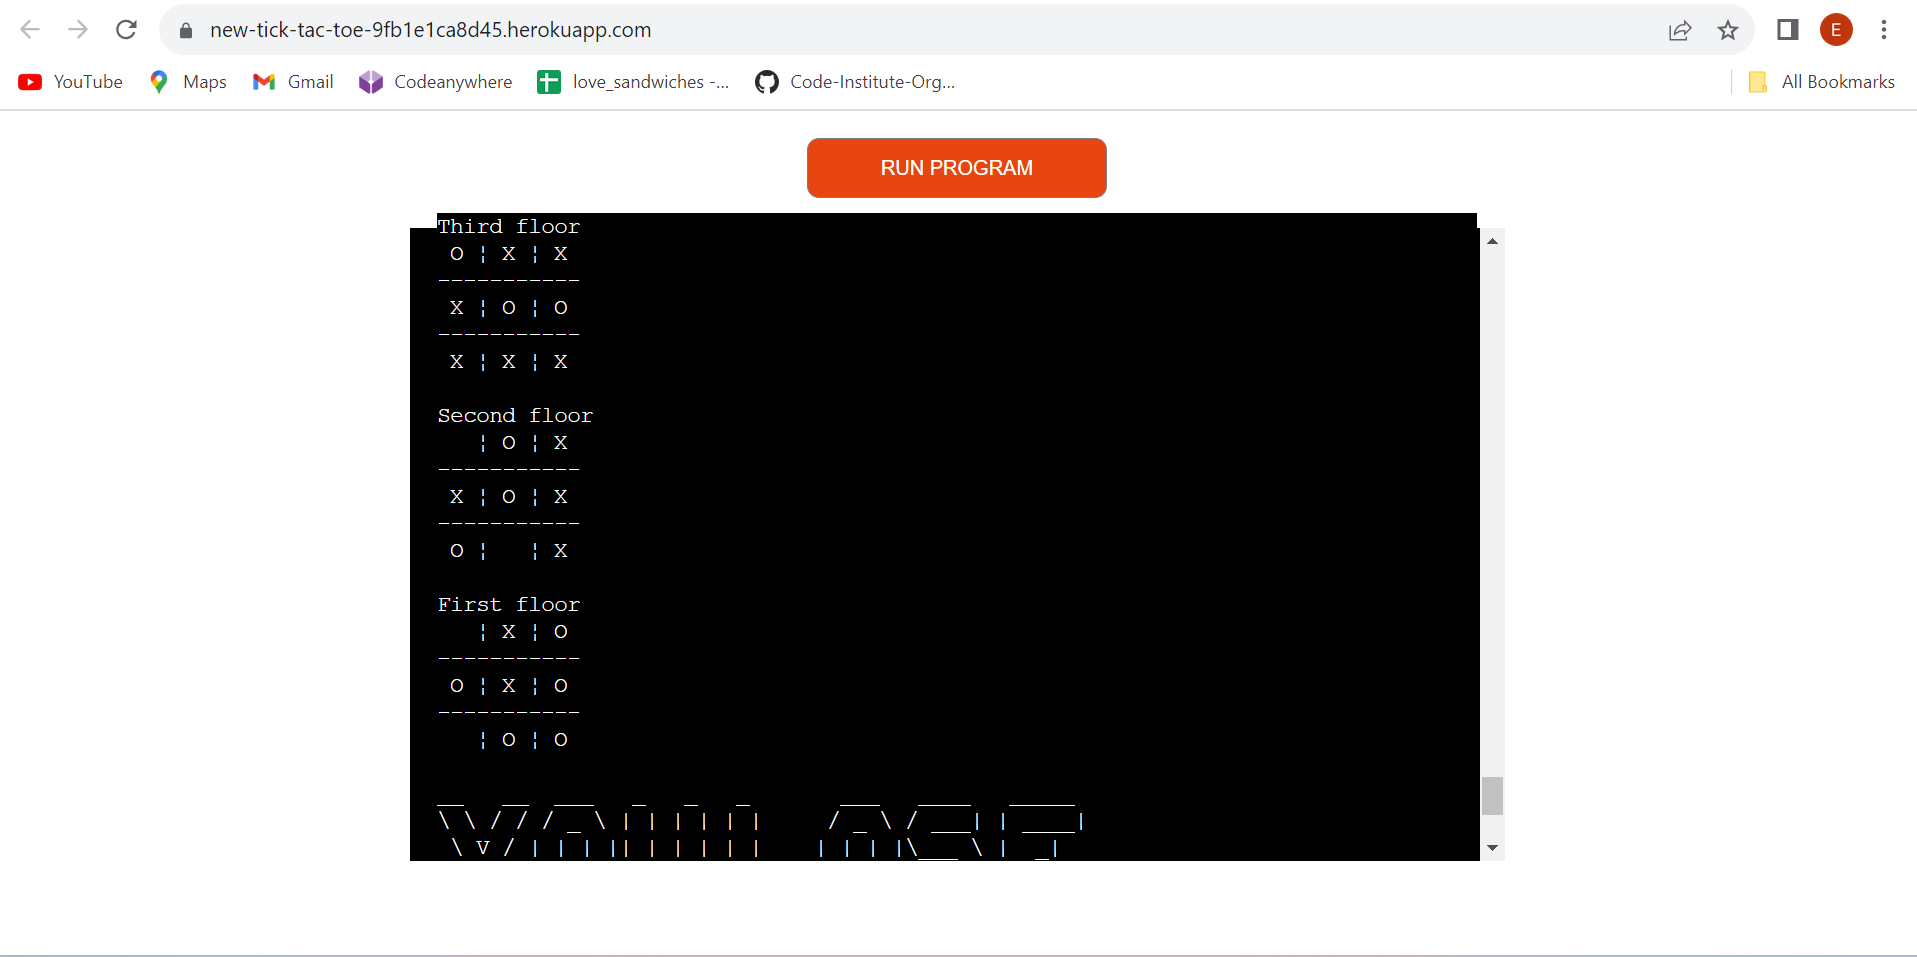 new-tick-tac-toe-9fb1e1ca8d45.herokuapp.com
E
YouTube Maps Gmail Codeanywhere love_sandwiches -... Code-Institute-Org... All Bookmarks
RUN PROGRAM
Third floor
 O ¦ X ¦ X
-----------
 X ¦ O ¦ O
-----------
 X ¦ X ¦ X
Second floor
   ¦ O ¦ X
-----------
 X ¦ O ¦ X
-----------
 O ¦   ¦ X
First floor
   ¦ X ¦ O
-----------
 O ¦ X ¦ O
-----------
   ¦ O ¦ O